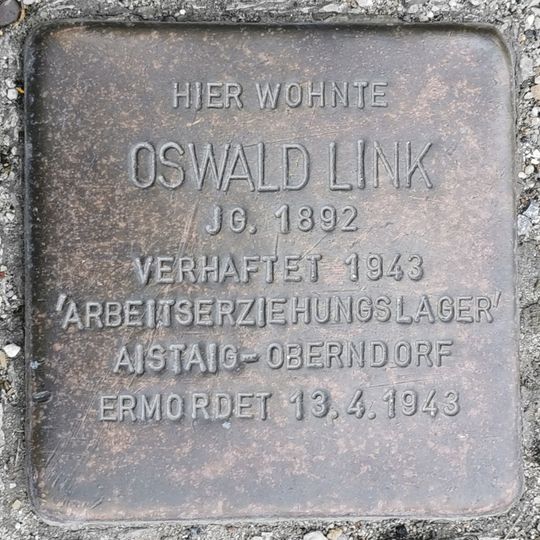 HIER WOHNTE
OSWALD LINK
JG. 1892
VERHAFTET 1943
'ARBEITSERZIEHUNGSLAGER'
AISTAIG-OBERNDORF
ERMORDET 13.4.1943